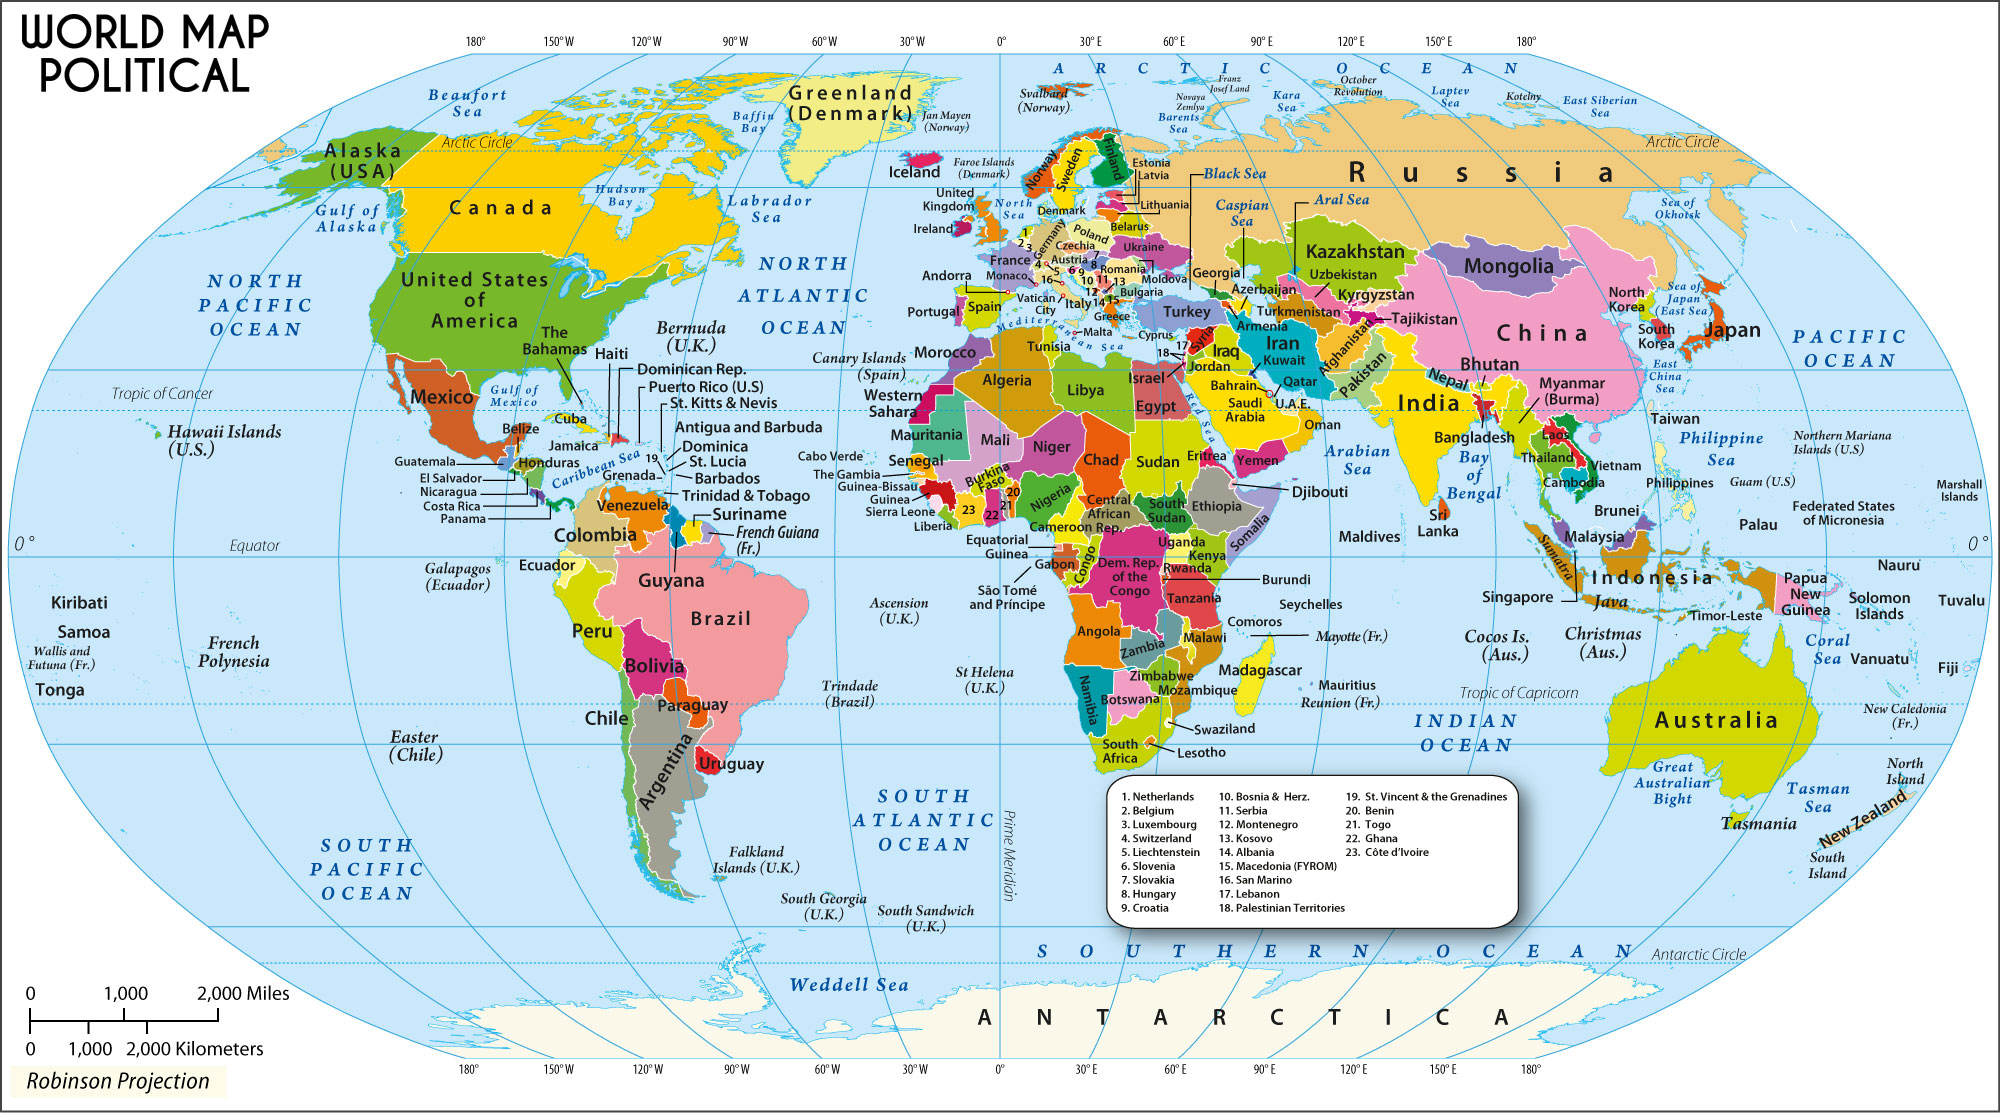 WORLD MAP
POLITICAL
180°
150°W
120°W
90°W
60°W
30°W
0°
30°E
60°E
90°E
120°E
150°E
180°
ARCTIC OCEAN
Beaufort
Sea
Baffin
Bay
Greenland
(Denmark)
Jan Mayen
(Norway)
Svalbard
(Norway)
Franz
Josef Land
Novaya
Zemlya
Barents
Sea
Kara
Sea
October
Revolution
Laptev
Sea
Kotelny
East Siberian
Sea
Arctic Circle
Arctic Circle
Alaska
(USA)
Gulf of
Alaska
Canada
Hudson
Bay
Labrador
Sea
Iceland
Faroe Islands
(Denmark)
Norway
Sweden
Finland
Estonia
Latvia
Lithuania
Russia
Black Sea
Caspian
Sea
Aral Sea
Sea of
Okhotsk
United
Kingdom
North
Sea
Denmark
Ireland
1
2
3
Germany
Poland
Belarus
Czechia
Ukraine
France
4
5
Austria
6
7
8
9
10
11
12
13
14
15
16
Romania
Moldova
Monaco
Andorra
Portugal
Spain
Vatican
City
Italy
Bulgaria
Greece
Malta
Mediterranean Sea
Georgia
Azerbaijan
Armenia
Turkey
Cyprus
Kazakhstan
Uzbekistan
Kyrgyzstan
Turkmenistan
Tajikistan
Mongolia
China
North
Korea
South
Korea
Sea of
Japan
(East Sea)
Japan
East
China
Sea
NORTH
PACIFIC
OCEAN
NORTH
ATLANTIC
OCEAN
PACIFIC
OCEAN
United States
of
America
Bermuda
(U.K.)
The
Bahamas
Haiti
Dominican Rep.
Puerto Rico (U.S)
St. Kitts & Nevis
Antigua and Barbuda
Dominica
St. Lucia
Barbados
19
Grenada
Trinidad & Tobago
Tropic of Cancer
Hawaii Islands
(U.S.)
Mexico
Gulf of
Mexico
Cuba
Belize
Jamaica
Guatemala
Honduras
El Salvador
Nicaragua
Costa Rica
Panama
Caribbean Sea
Canary Islands
(Spain)
Morocco
Tunisia
Algeria
Libya
Egypt
Western
Sahara
Mauritania
Mali
Niger
Chad
Sudan
Eritrea
Cabo Verde
Senegal
The Gambia
Guinea-Bissau
Guinea
Sierra Leone
Liberia
Burkina
Faso
20
21
22
23
Nigeria
Cameroon
Central
African
Rep.
South
Sudan
Ethiopia
Djibouti
Somalia
17
18
Syria
Israel
Jordan
Iraq
Iran
Kuwait
Bahrain
Qatar
U.A.E.
Saudi
Arabia
Oman
Yemen
Red Sea
Afghanistan
Pakistan
Nepal
Bhutan
India
Bangladesh
Myanmar
(Burma)
Laos
Thailand
Vietnam
Cambodia
Taiwan
Philippine
Sea
Philippines
Northern Mariana
Islands (U.S)
Guam (U.S)
Marshall
Islands
Federated States
of Micronesia
Palau
Arabian
Sea
Bay
of
Bengal
Sri
Lanka
Maldives
Brunei
Malaysia
Sumatra
Indonesia
Singapore
Java
Timor-Leste
Papua
New
Guinea
Nauru
Solomon
Islands
Tuvalu
0°
Equator
0°
Venezuela
Suriname
French Guiana
(Fr.)
Colombia
Guyana
Ecuador
Galapagos
(Ecuador)
Peru
Brazil
Bolivia
Paraguay
Chile
Argentina
Uruguay
Kiribati
Samoa
Wallis and
Futuna (Fr.)
Tonga
French
Polynesia
Easter
(Chile)
Equatorial
Guinea
Gabon
São Tomé
and Príncipe
Congo
Dem. Rep.
of the
Congo
Uganda
Kenya
Rwanda
Burundi
Tanzania
Seychelles
Comoros
Mayotte (Fr.)
Angola
Zambia
Malawi
Zimbabwe
Mozambique
Madagascar
Mauritius
Reunion (Fr.)
Namibia
Botswana
South
Africa
Swaziland
Lesotho
Ascension
(U.K.)
St Helena
(U.K.)
Trindade
(Brazil)
Cocos Is.
(Aus.)
Christmas
(Aus.)
Coral
Sea
Vanuatu
Fiji
Tropic of Capricorn
New Caledonia
(Fr.)
INDIAN
OCEAN
Australia
Great
Australian
Bight
Tasman
Sea
Tasmania
North
Island
New Zealand
South
Island
SOUTH
PACIFIC
OCEAN
SOUTH
ATLANTIC
OCEAN
Prime Meridian
Falkland
Islands (U.K.)
South Georgia
(U.K.)
South Sandwich
(U.K.)
1. Netherlands
2. Belgium
3. Luxembourg
4. Switzerland
5. Liechtenstein
6. Slovenia
7. Slovakia
8. Hungary
9. Croatia
10. Bosnia & Herz.
11. Serbia
12. Montenegro
13. Kosovo
14. Albania
15. Macedonia (FYROM)
16. San Marino
17. Lebanon
18. Palestinian Territories
19. St. Vincent & the Grenadines
20. Benin
21. Togo
22. Ghana
23. Côte d'Ivoire
SOUTHERN OCEAN
Antarctic Circle
Weddell Sea
ANTARCTICA
0 1,000 2,000 Miles
0 1,000 2,000 Kilometers
Robinson Projection
180°
150°W
120°W
90°W
60°W
30°W
0°
30°E
60°E
90°E
120°E
150°E
180°